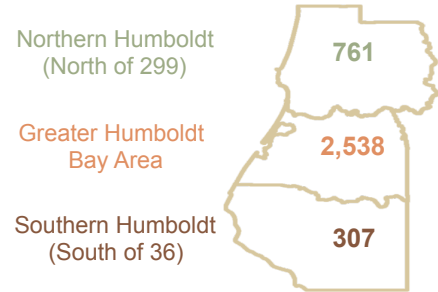 Northern Humboldt
(North of 299)
761
Greater Humboldt
Bay Area
2,538
Southern Humboldt
(South of 36)
307